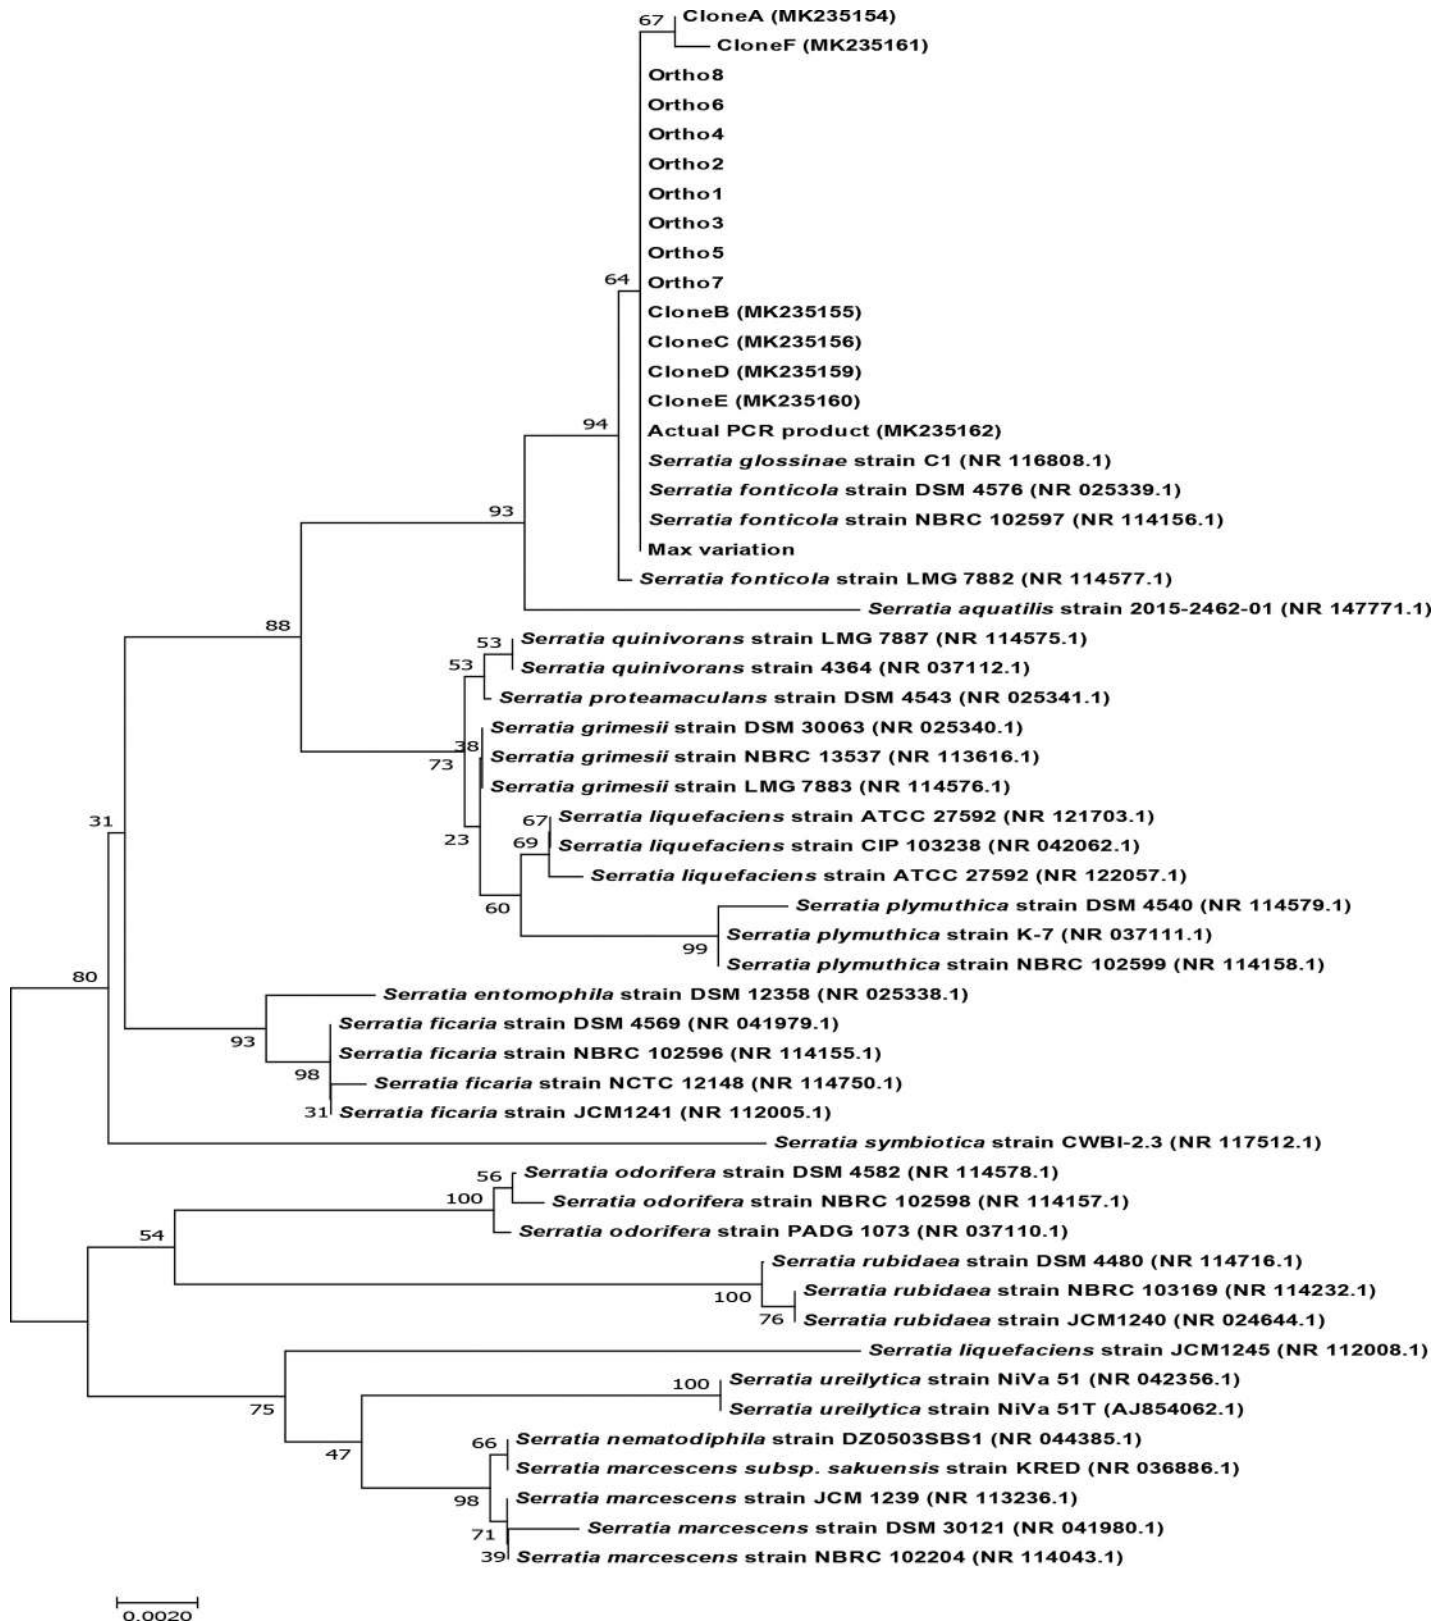 67 CloneA (MK235154)
CloneF (MK235161)
Ortho8
Ortho6
Ortho4
Ortho2
Ortho1
Ortho3
Ortho5
64 Ortho7
CloneB (MK235155)
CloneC (MK235156)
CloneD (MK235159)
CloneE (MK235160)
94 Actual PCR product (MK235162)
Serratia glossinae strain C1 (NR 116808.1)
Serratia fonticola strain DSM 4576 (NR 025339.1)
93 Serratia fonticola strain NBRC 102597 (NR 114156.1)
Max variation
Serratia fonticola strain LMG 7882 (NR 114577.1)
Serratia aquatilis strain 2015-2462-01 (NR 147771.1)
88 53 Serratia quinivorans strain LMG 7887 (NR 114575.1)
53 Serratia quinivorans strain 4364 (NR 037112.1)
Serratia proteamaculans strain DSM 4543 (NR 025341.1)
Serratia grimesii strain DSM 30063 (NR 025340.1)
73 38 Serratia grimesii strain NBRC 13537 (NR 113616.1)
Serratia grimesii strain LMG 7883 (NR 114576.1)
31 67 Serratia liquefaciens strain ATCC 27592 (NR 121703.1)
23 69 Serratia liquefaciens strain CIP 103238 (NR 042062.1)
Serratia liquefaciens strain ATCC 27592 (NR 122057.1)
60 Serratia plymuthica strain DSM 4540 (NR 114579.1)
99 Serratia plymuthica strain K-7 (NR 037111.1)
80 Serratia plymuthica strain NBRC 102599 (NR 114158.1)
Serratia entomophila strain DSM 12358 (NR 025338.1)
93 Serratia ficaria strain DSM 4569 (NR 041979.1)
Serratia ficaria strain NBRC 102596 (NR 114155.1)
98 Serratia ficaria strain NCTC 12148 (NR 114750.1)
31 Serratia ficaria strain JCM1241 (NR 112005.1)
Serratia symbiotica strain CWBI-2.3 (NR 117512.1)
56 Serratia odorifera strain DSM 4582 (NR 114578.1)
100 Serratia odorifera strain NBRC 102598 (NR 114157.1)
54 Serratia odorifera strain PADG 1073 (NR 037110.1)
Serratia rubidaea strain DSM 4480 (NR 114716.1)
100 Serratia rubidaea strain NBRC 103169 (NR 114232.1)
76 Serratia rubidaea strain JCM1240 (NR 024644.1)
Serratia liquefaciens strain JCM1245 (NR 112008.1)
100 Serratia ureilytica strain NiVa 51 (NR 042356.1)
75 Serratia ureilytica strain NiVa 51T (AJ854062.1)
47 66 Serratia nematodiphila strain DZ0503SBS1 (NR 044385.1)
Serratia marcescens subsp. sakuensis strain KRED (NR 036886.1)
98 Serratia marcescens strain JCM 1239 (NR 113236.1)
71 Serratia marcescens strain DSM 30121 (NR 041980.1)
39 Serratia marcescens strain NBRC 102204 (NR 114043.1)
0.0020